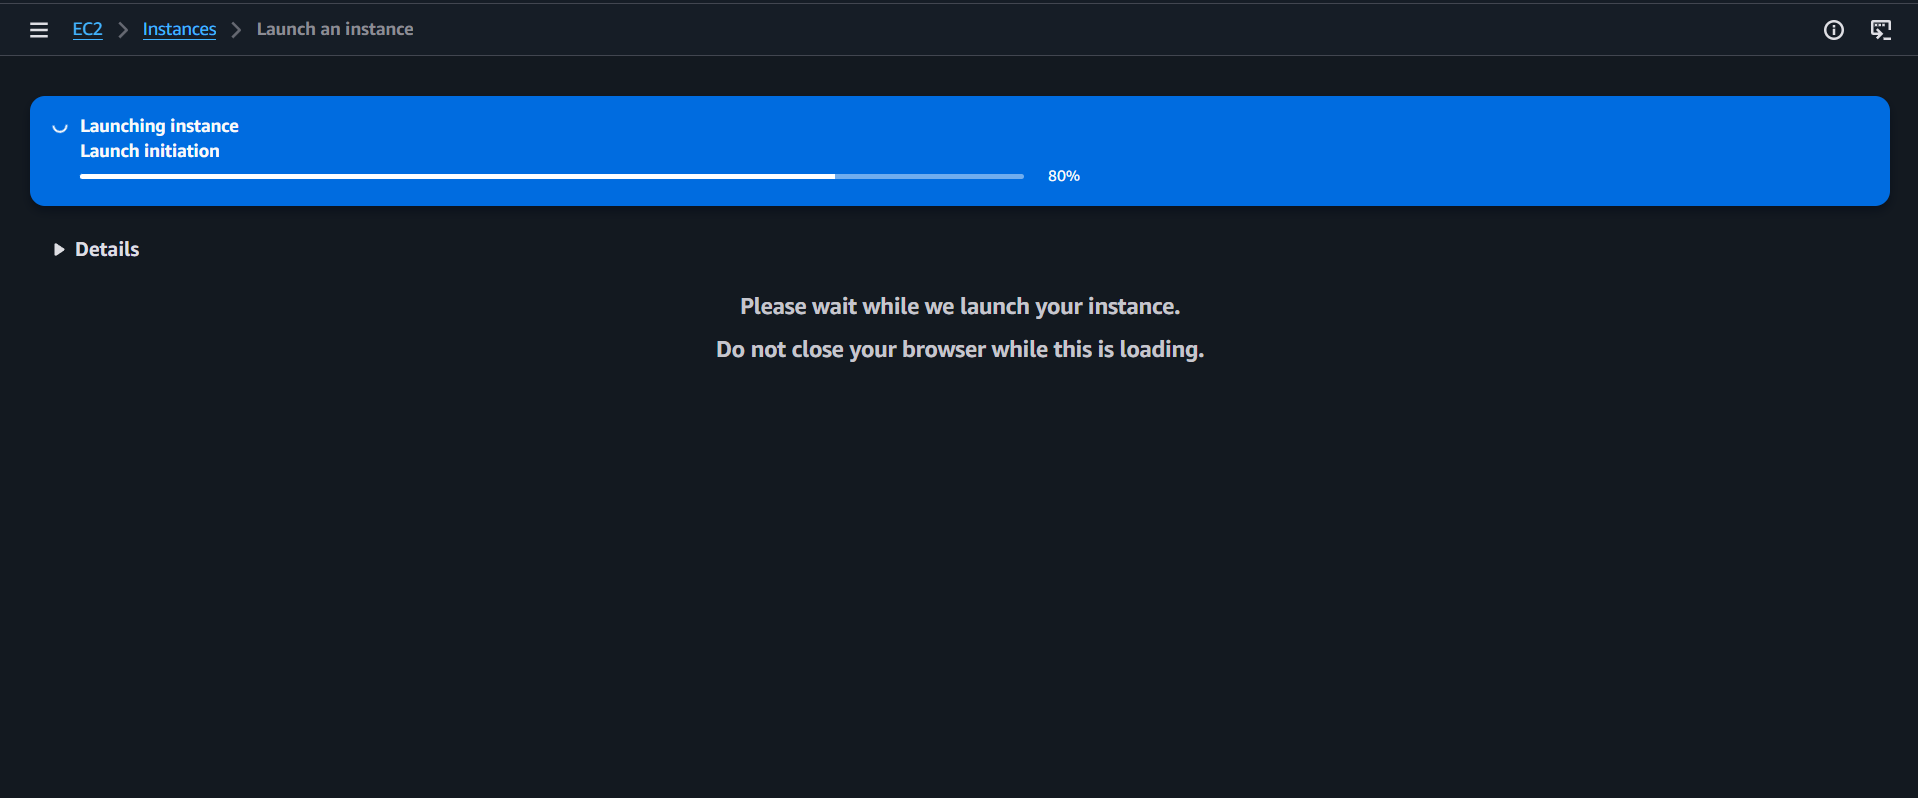 EC2 Instances Launch an instance
Launching instance
Launch initiation
80%
Details
Please wait while we launch your instance.
Do not close your browser while this is loading.